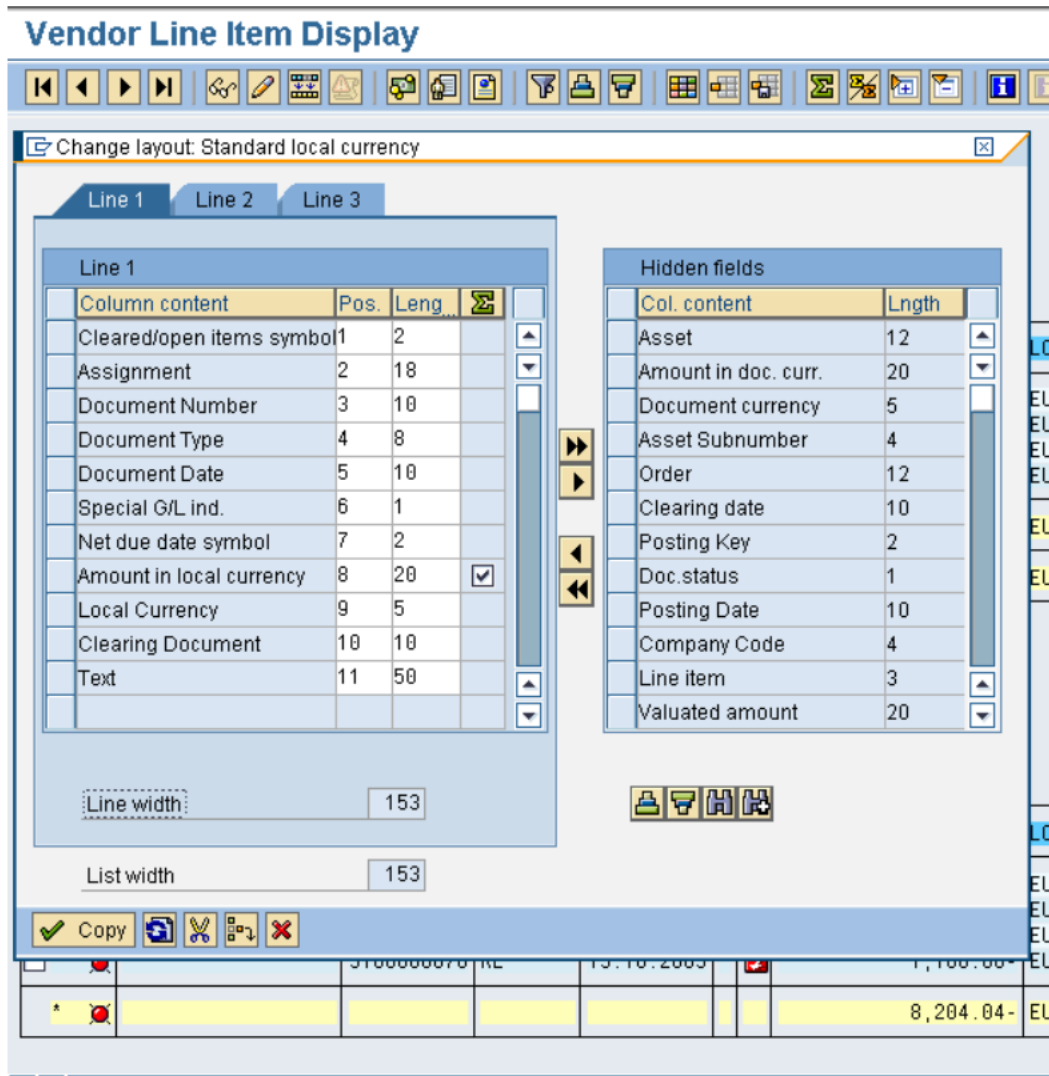 Vendor Line Item Display
Change layout: Standard local currency
Line 1 Line 2 Line 3
Line 1
Column content Pos. Leng...
Cleared/open items symbol 1 2
Assignment 2 18
Document Number 3 10
Document Type 4 8
Document Date 5 10
Special G/L ind. 6 1
Net due date symbol 7 2
Amount in local currency 8 20
Local Currency 9 5
Clearing Document 10 10
Text 11 50
Hidden fields
Col. content Lngth
Asset 12
Amount in doc. curr. 20
Document currency 5
Asset Subnumber 4
Order 12
Clearing date 10
Posting Key 2
Doc.status 1
Posting Date 10
Company Code 4
Line item 3
Valuated amount 20
Line width 153
List width 153
Copy
* 8,204.04- EU